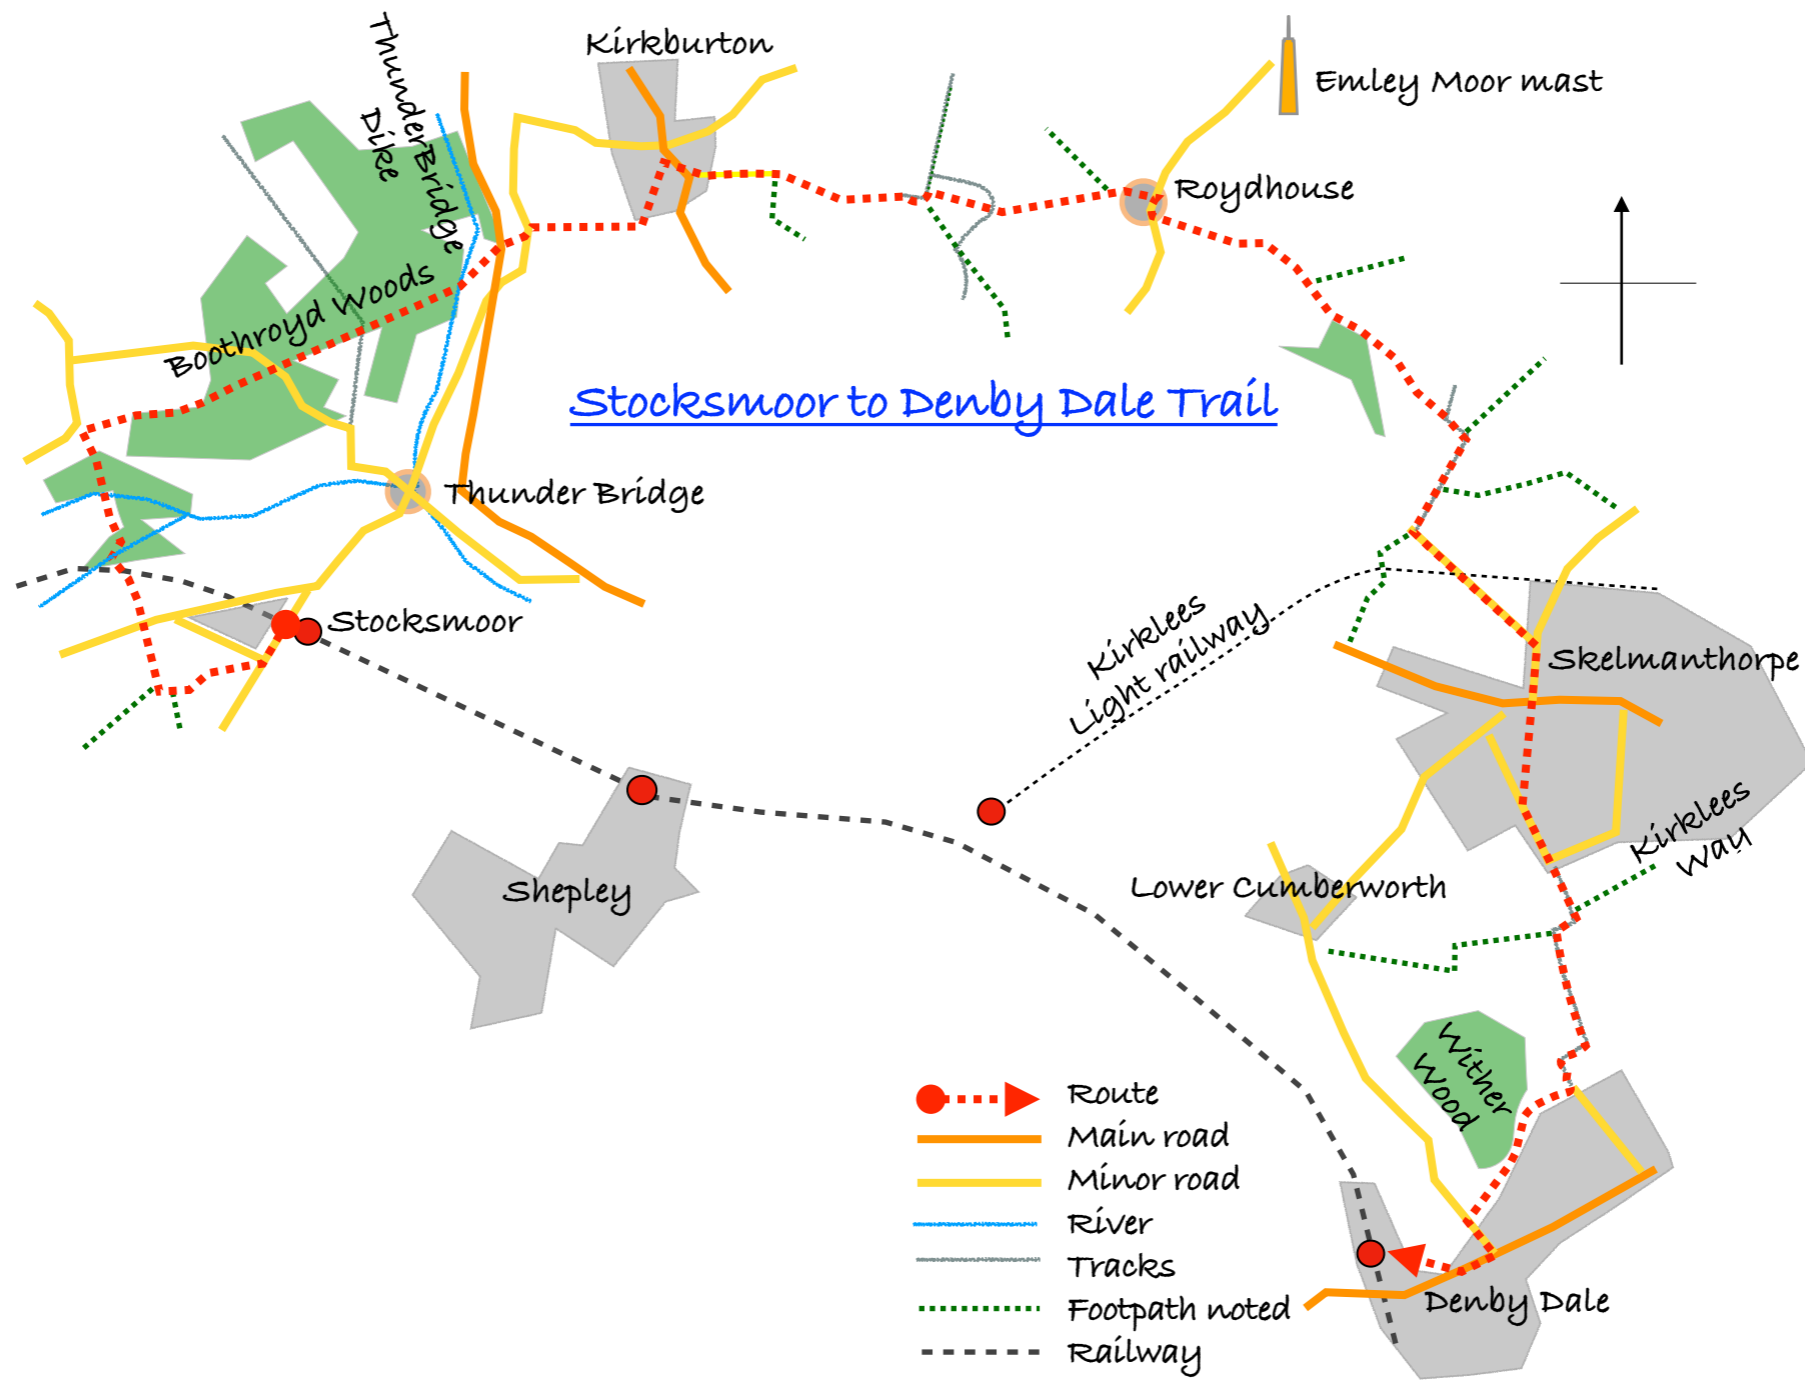 Kirkburton
Emley Moor mast
ThunderBridge
Dike
Roydhouse
Boothroyd Woods
Stocksmoor to Denby Dale Trail
Thunder Bridge
Stocksmoor
Kirklees
Light railway
Skelmanthorpe
Kirklees
Way
Shepley
Lower Cumberworth
Wither
Wood
Route
Main road
Minor road
River
Tracks
Footpath noted
Railway
Denby Dale